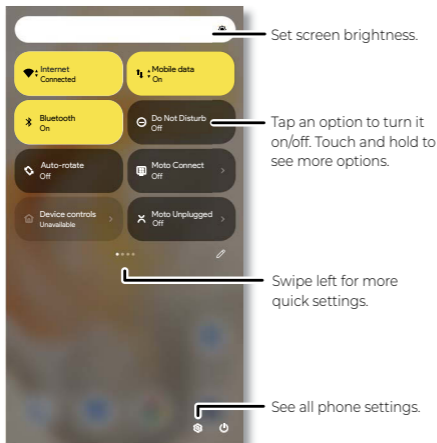 Set screen brightness.
Internet
Connected
Mobile data
On
Bluetooth
On
Do Not Disturb
Off
Tap an option to turn it
on/off. Touch and hold to
see more options.
Auto-rotate
Off
Moto Connect
Off
Device controls
Unavailable
Moto Unplugged
Off
Swipe left for more
quick settings.
See all phone settings.